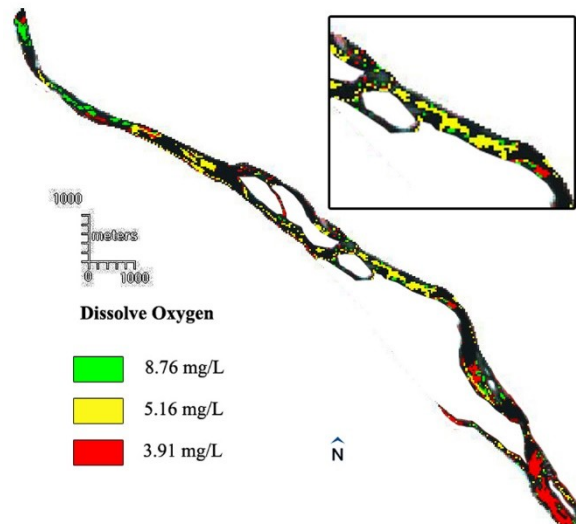 1000
meters
0 1000
Dissolve Oxygen
8.76 mg/L
5.16 mg/L
3.91 mg/L
N